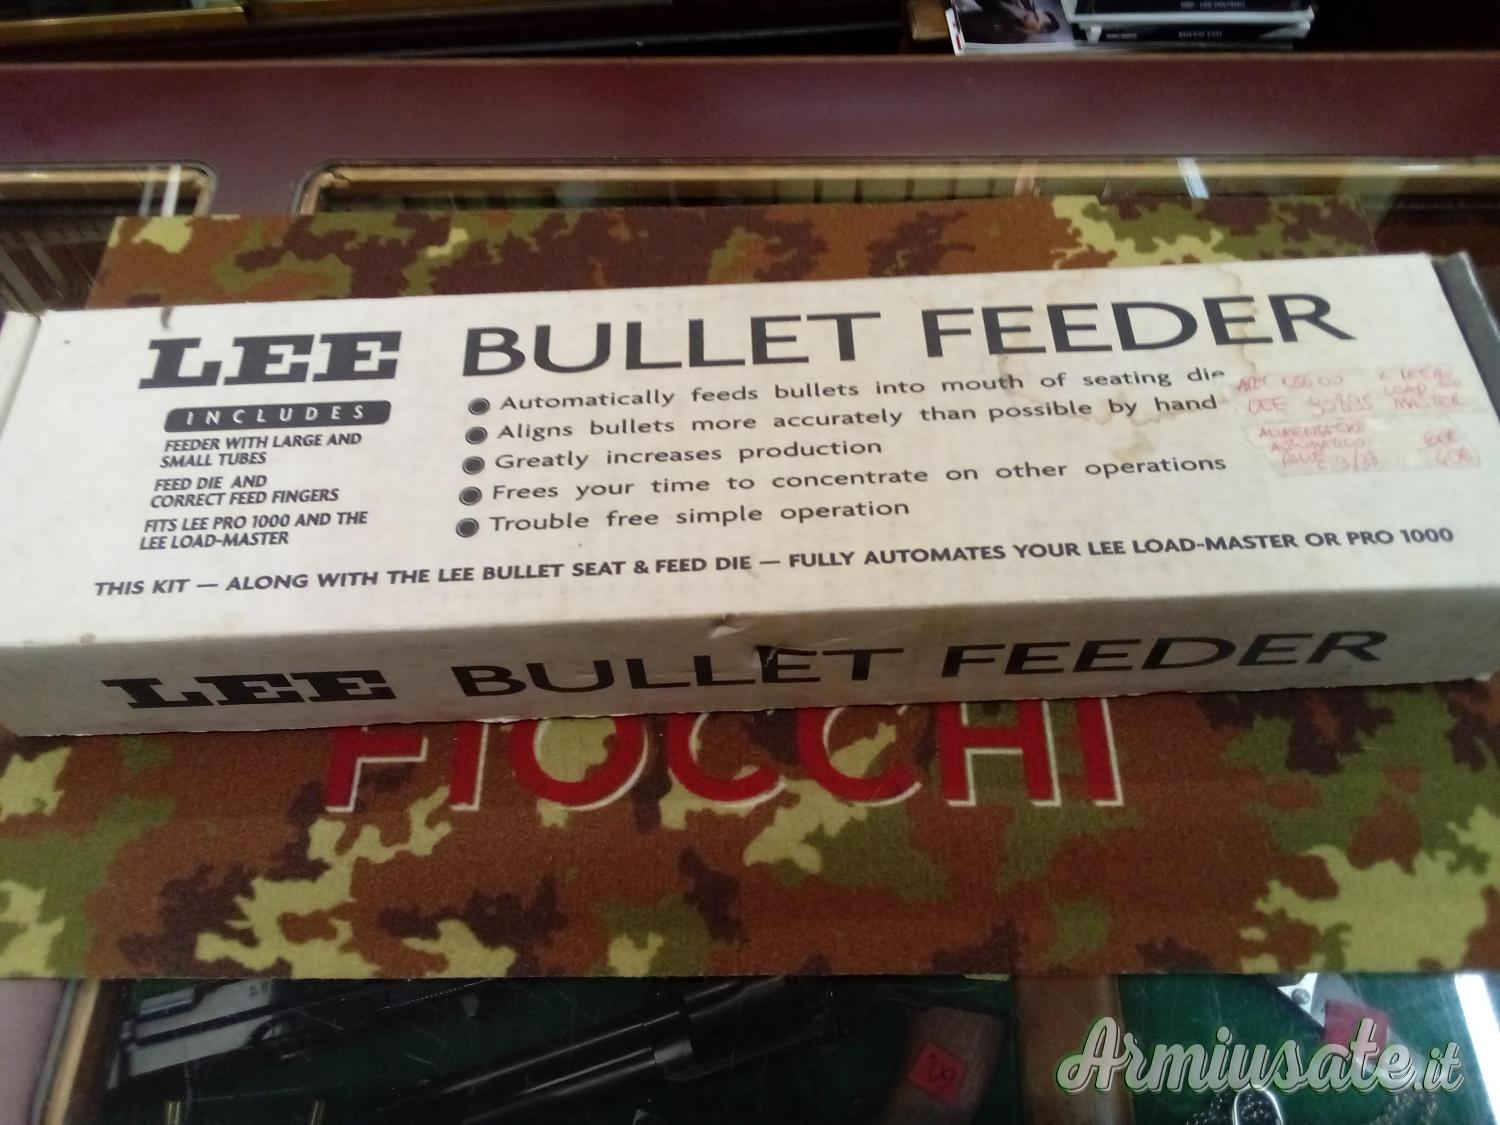 LEE BULLET FEEDER
INCLUDES
FEEDER WITH LARGE AND
SMALL TUBES
FEED DIE AND
CORRECT FEED FINGERS
FITS LEE PRO 1000 AND THE
LEE LOAD-MASTER
Automatically feeds bullets into mouth of seating die
Aligns bullets more accurately than possible by hand
Greatly increases production
Frees your time to concentrate on other operations
Trouble free simple operation
LOAD
LEE MASTER
THIS KIT — ALONG WITH THE LEE BULLET SEAT & FEED DIE — FULLY AUTOMATES YOUR LEE LOAD-MASTER OR PRO 1000
LEE BULLET FEEDER
FIOCCHI
Armiusate.it